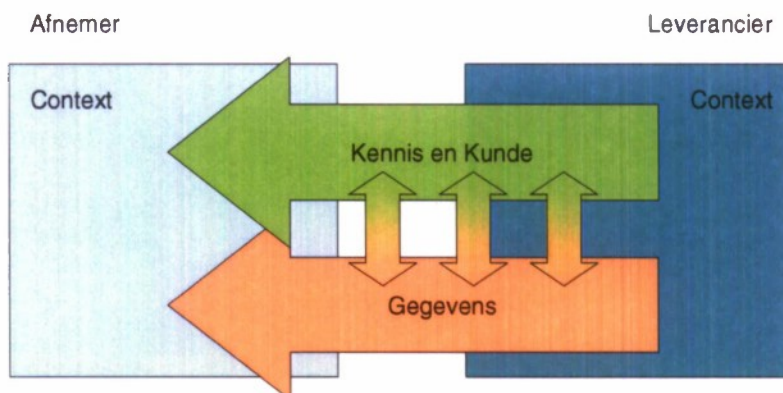 Afnemer
Leverancier
Context
Context
Kennis en Kunde
Gegevens